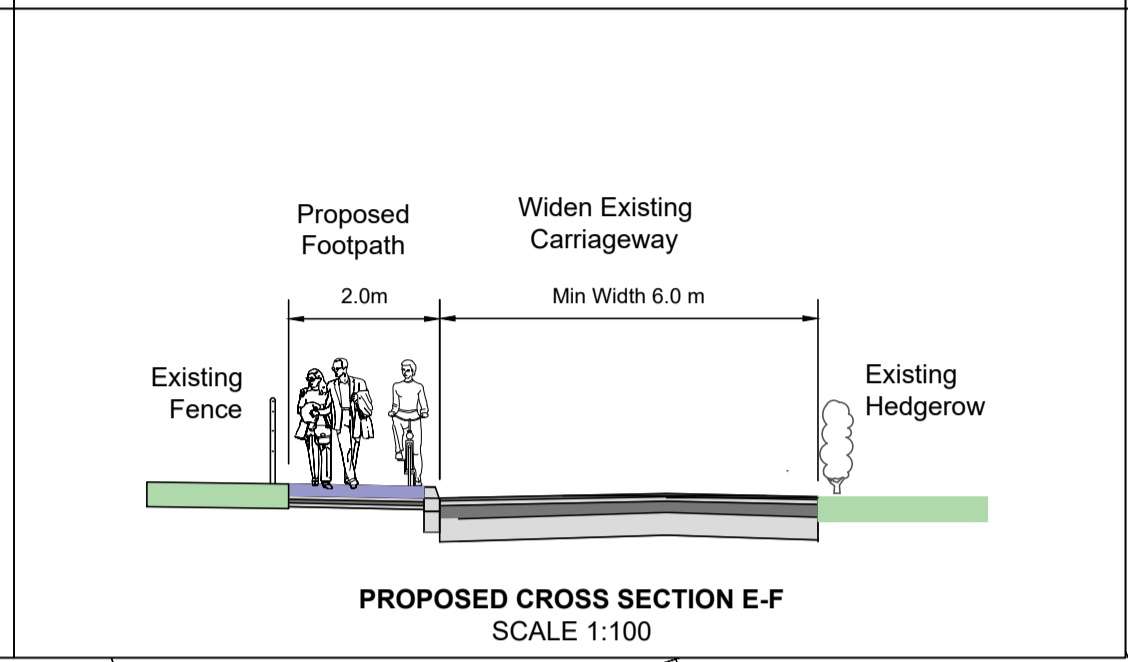 Proposed
Footpath
Widen Existing
Carriageway
2.0m
Min Width 6.0 m
Existing
Fence
Existing
Hedgerow
PROPOSED CROSS SECTION E-F
SCALE 1:100